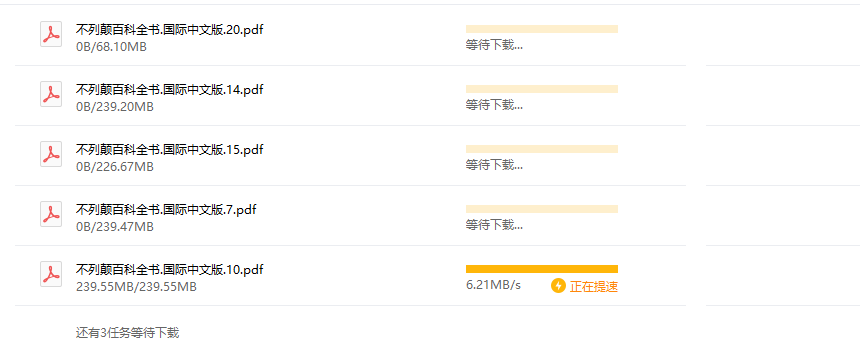 不列颠百科全书.国际中文版.20.pdf
0B/68.10MB
等待下载...
不列颠百科全书.国际中文版.14.pdf
0B/239.20MB
等待下载...
不列颠百科全书.国际中文版.15.pdf
0B/226.67MB
等待下载...
不列颠百科全书.国际中文版.7.pdf
0B/239.47MB
等待下载...
不列颠百科全书.国际中文版.10.pdf
239.55MB/239.55MB
6.21MB/s
正在提速
还有3任务等待下载